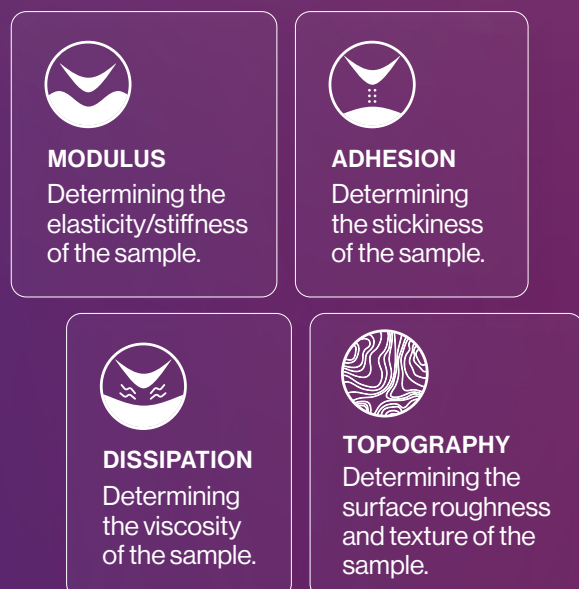 MODULUS
Determining the
elasticity/stiffness
of the sample.
ADHESION
Determining
the stickiness
of the sample.
DISSIPATION
Determining
the viscosity
of the sample.
TOPOGRAPHY
Determining the
surface roughness
and texture of the
sample.